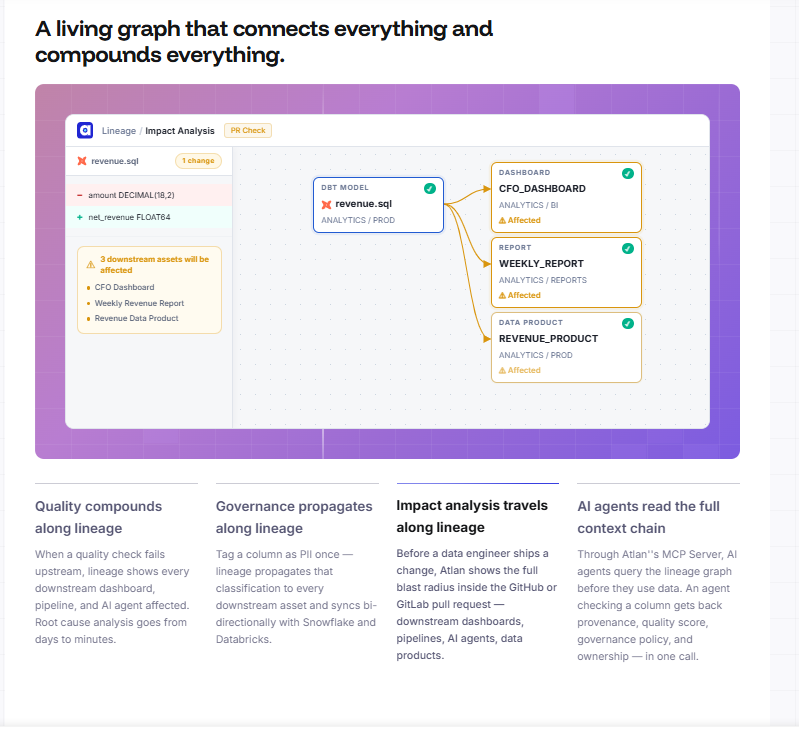 A living graph that connects everything and
compounds everything.
Lineage / Impact Analysis PR Check
revenue.sql 1 change
− amount DECIMAL(18,2)
+ net_revenue FLOAT64
3 downstream assets will be
affected
CFO Dashboard
Weekly Revenue Report
Revenue Data Product
DBT MODEL
revenue.sql
ANALYTICS / PROD
DASHBOARD
CFO_DASHBOARD
ANALYTICS / BI
Affected
REPORT
WEEKLY_REPORT
ANALYTICS / REPORTS
Affected
DATA PRODUCT
REVENUE_PRODUCT
ANALYTICS / PROD
Affected
Quality compounds
along lineage
When a quality check fails
upstream, lineage shows every
downstream dashboard,
pipeline, and AI agent affected.
Root cause analysis goes from
days to minutes.
Governance propagates
along lineage
Tag a column as PII once —
lineage propagates that
classification to every
downstream asset and syncs bi-
directionally with Snowflake and
Databricks.
Impact analysis travels
along lineage
Before a data engineer ships a
change, Atlan shows the full
blast radius inside the GitHub or
GitLab pull request —
downstream dashboards,
pipelines, AI agents, data
products.
AI agents read the full
context chain
Through Atlan''s MCP Server, AI
agents query the lineage graph
before they use data. An agent
checking a column gets back
provenance, quality score,
governance policy, and
ownership — in one call.